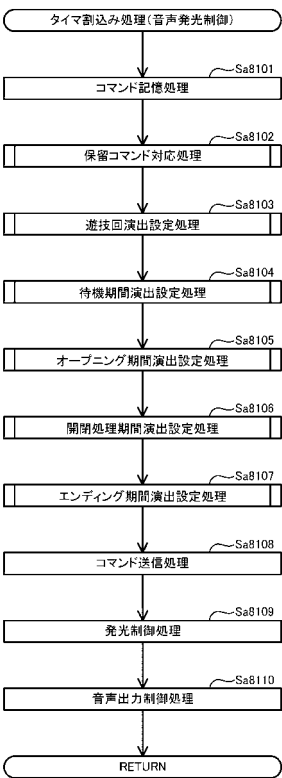 タイマ割込み処理(音声発光制御)
Sa8101
コマンド記憶処理
Sa8102
保留コマンド対応処理
Sa8103
遊技回演出設定処理
Sa8104
待機期間演出設定処理
Sa8105
オープニング期間演出設定処理
Sa8106
開閉処理期間演出設定処理
Sa8107
エンディング期間演出設定処理
Sa8108
コマンド送信処理
Sa8109
発光制御処理
Sa8110
音声出力制御処理
RETURN